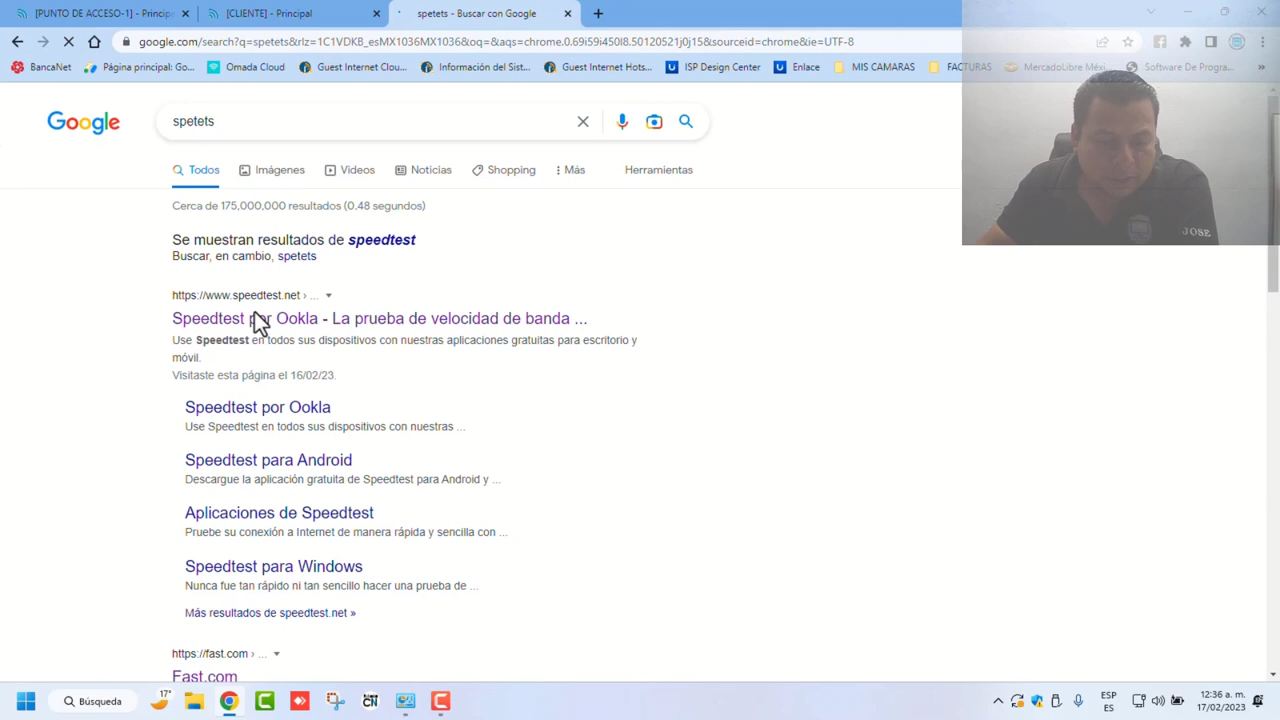 [PUNTO DE ACCESO-1] - Principa
[CLIENTE] - Principal
spetets - Buscar con Google
google.com/search?q=spetets&rlz=1C1VDKB_esMX1036MX1036&oq=&aqs=chrome.0.69i59i450l8.50120521j0j15&sourceid=chrome&ie=UTF-8
BancaNet
Página principal: Go...
Omada Cloud
Guest Internet Clou...
Información del Sist...
Guest Internet Hots...
ISP Design Center
Enlace
MIS CAMARAS
FACTURAS
MercadoLibre Méxi...
Software De Progra...
»
Google
spetets
Todos
Imágenes
Videos
Noticias
Shopping
Más
Herramientas
Cerca de 175,000,000 resultados (0.48 segundos)
Se muestran resultados de speedtest
Buscar, en cambio, spetets
https://www.speedtest.net › ...
Speedtest por Ookla - La prueba de velocidad de banda ...
Use Speedtest en todos sus dispositivos con nuestras aplicaciones gratuitas para escritorio y
móvil.
Visitaste esta página el 16/02/23.
Speedtest por Ookla
Use Speedtest en todos sus dispositivos con nuestras ...
Speedtest para Android
Descargue la aplicación gratuita de Speedtest para Android y ...
Aplicaciones de Speedtest
Pruebe su conexión a Internet de manera rápida y sencilla con ...
Speedtest para Windows
Nunca fue tan rápido ni tan sencillo hacer una prueba de ...
Más resultados de speedtest.net »
https://fast.com › ...
Fast.com
JOSE
17°
Búsqueda
ESP
ES
12:36 a. m.
17/02/2023